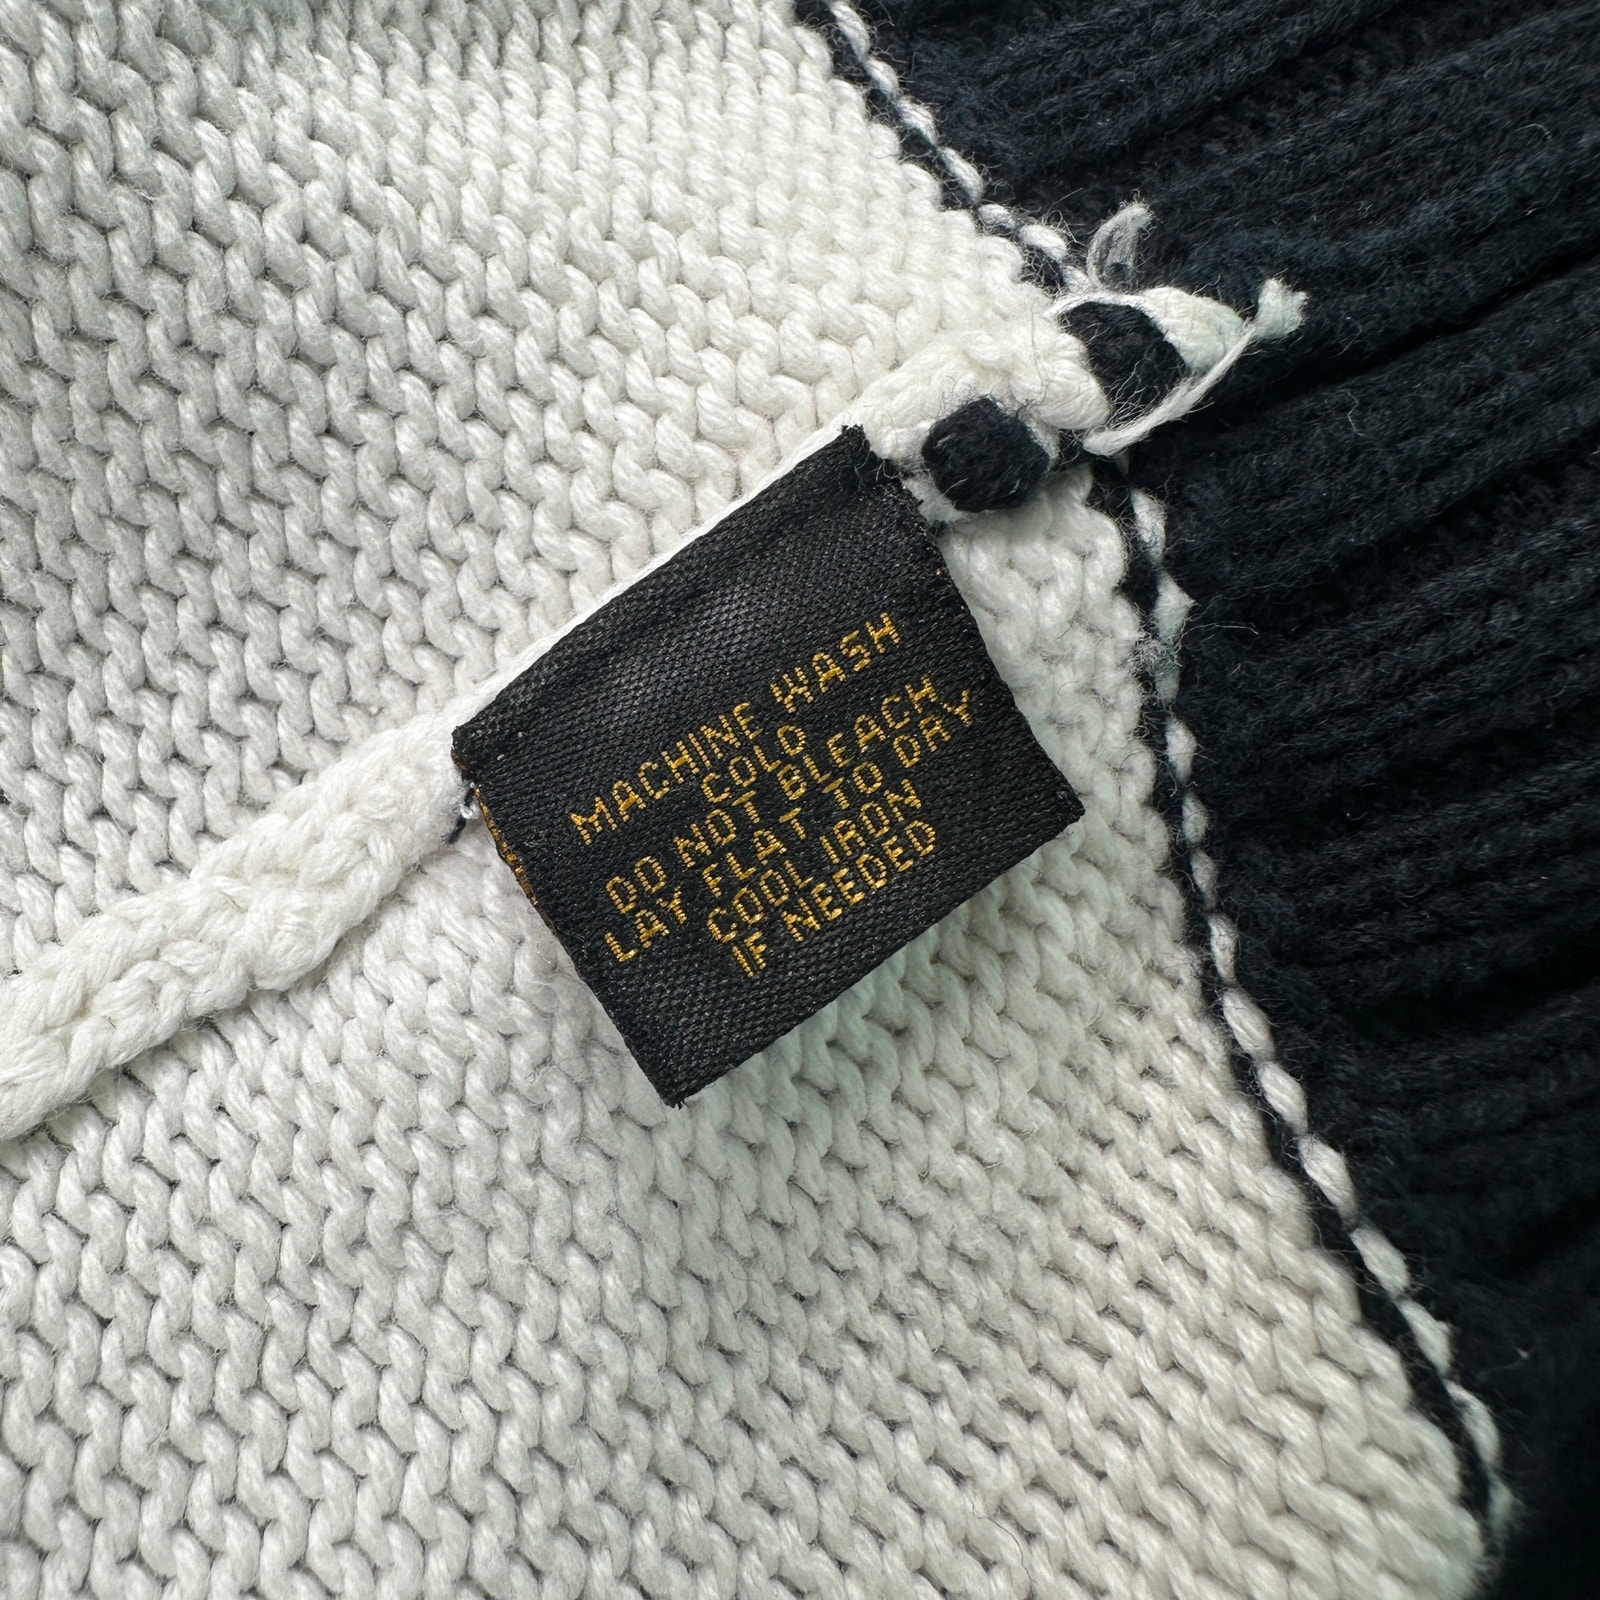 MACHINE WASH
COLD
DO NOT BLEACH
LAY FLAT TO DRY
COOL IRON
IF NEEDED